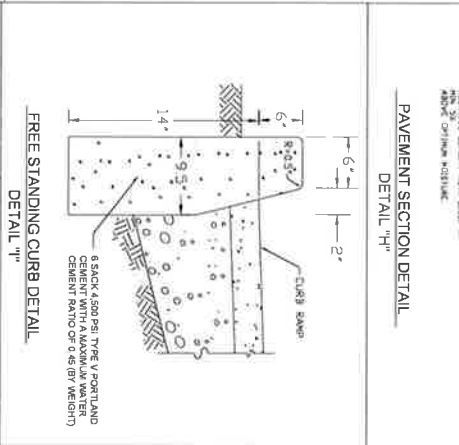 ABOVE OPTIMUM MOISTURE.
PAVEMENT SECTION DETAIL
DETAIL "H"
6"
2"
6"
R=0.5"
CURB RAMP
14"
9.5"
6 SACK 4,500 PSI TYPE V PORTLAND
CEMENT WITH A MAXIMUM WATER
CEMENT RATIO OF 0.45 (BY WEIGHT)
FREE STANDING CURB DETAIL
DETAIL "I"